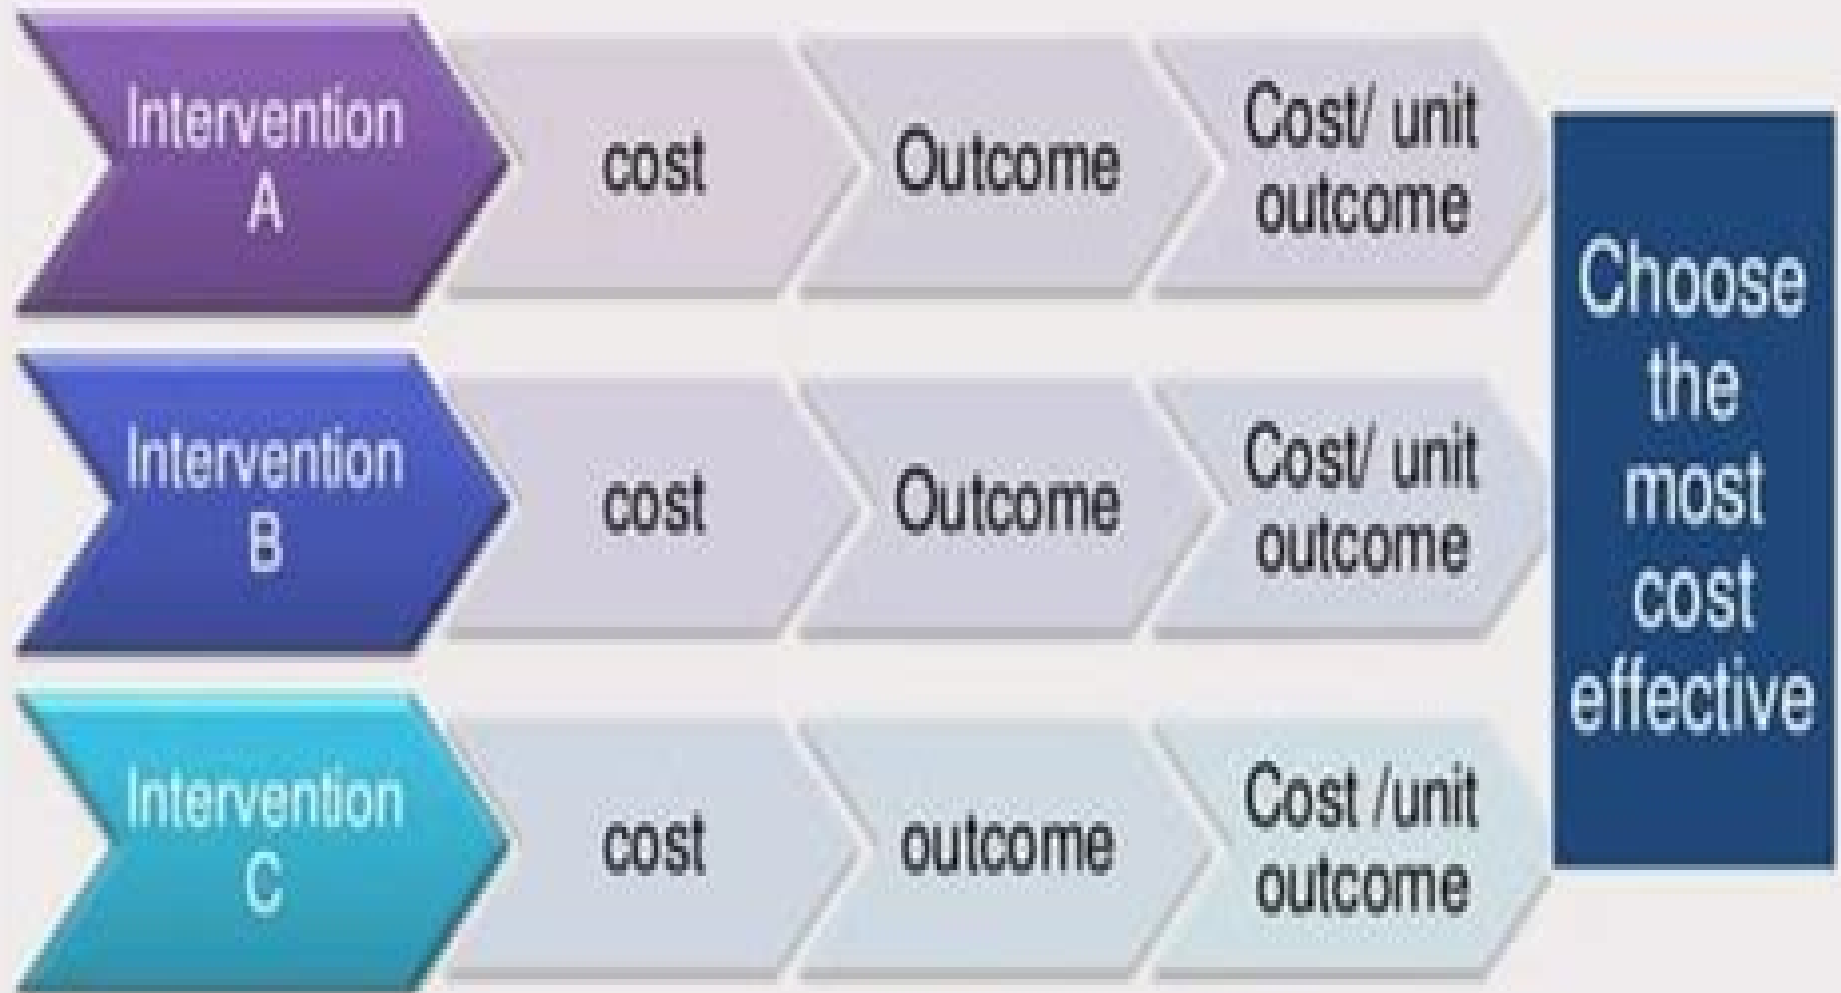 Intervention
A
cost
Outcome
Cost/ unit
outcome
Intervention
B
cost
Outcome
Cost/ unit
outcome
Intervention
C
cost
outcome
Cost /unit
outcome
Choose
the
most
cost
effective